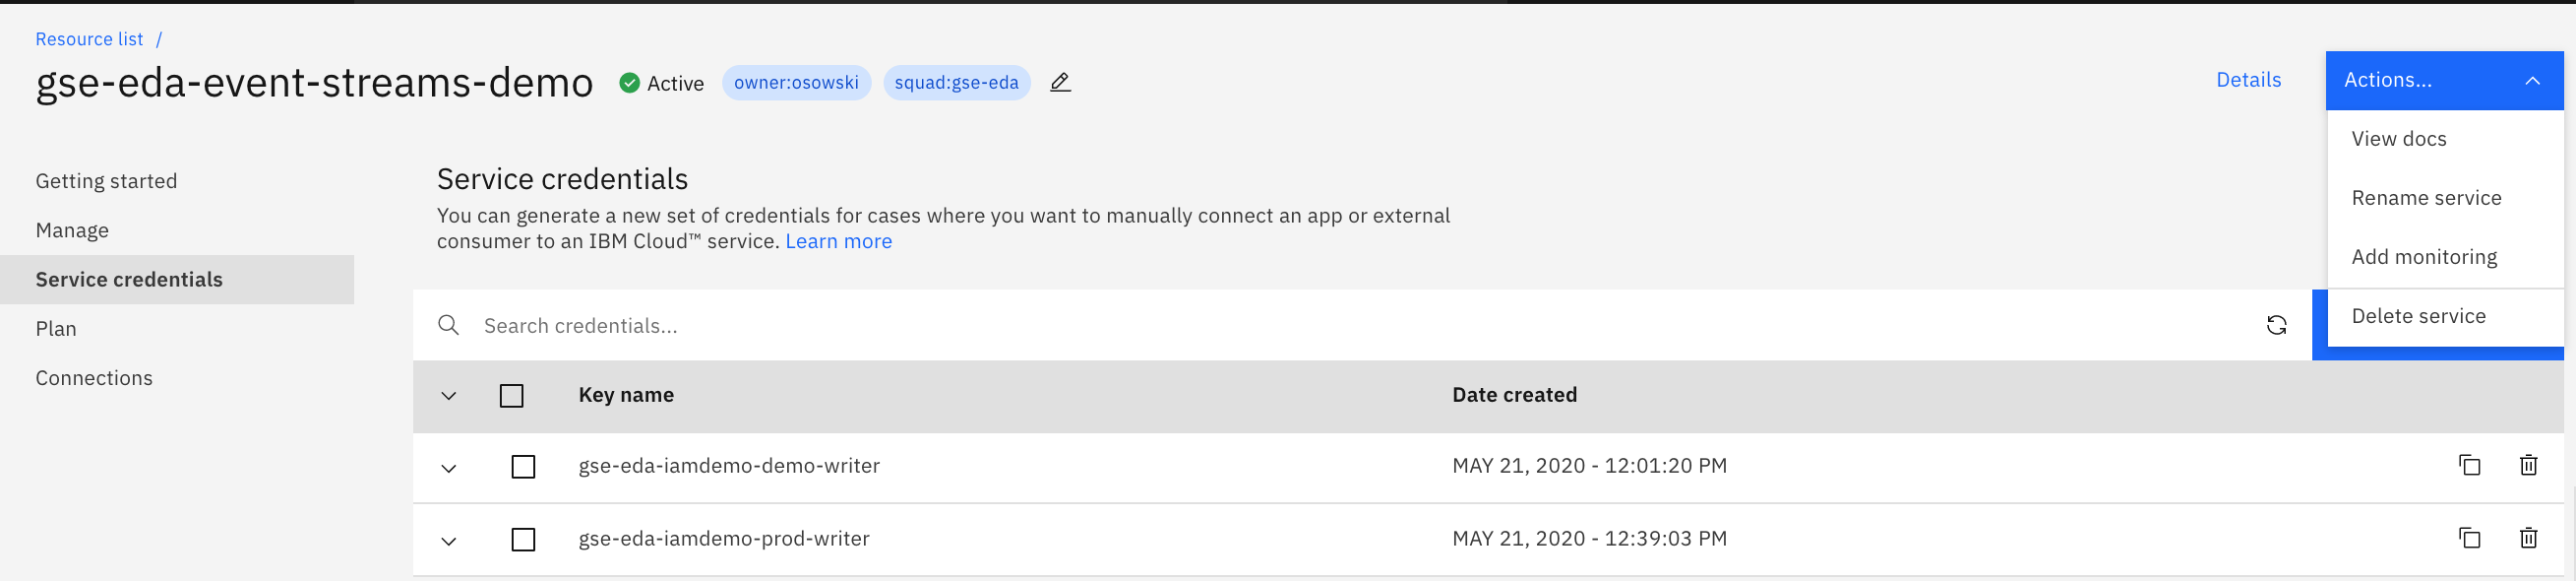 Resource list /
gse-eda-event-streams-demo Active owner:osowski squad:gse-eda
Details
Actions...
View docs
Rename service
Add monitoring
Delete service
Getting started
Manage
Service credentials
Plan
Connections
Service credentials
You can generate a new set of credentials for cases where you want to manually connect an app or external
consumer to an IBM Cloud™ service. Learn more
Search credentials...
Key name Date created
gse-eda-iamdemo-demo-writer MAY 21, 2020 - 12:01:20 PM
gse-eda-iamdemo-prod-writer MAY 21, 2020 - 12:39:03 PM